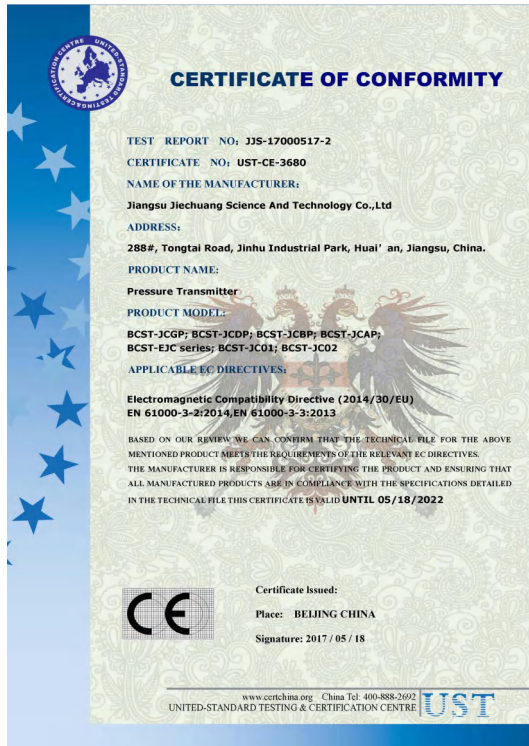 UNITED-STANDARD TESTING&CERTIFICATION CENTRE
CERTIFICATE OF CONFORMITY
TEST REPORT NO: JJS-17000517-2
CERTIFICATE NO: UST-CE-3680
NAME OF THE MANUFACTURER:
Jiangsu Jiechuang Science And Technology Co.,Ltd
ADDRESS:
288#, Tongtai Road, Jinhu Industrial Park, Huai' an, Jiangsu, China.
PRODUCT NAME:
Pressure Transmitter
PRODUCT MODEL:
BCST-JCGP; BCST-JCDP; BCST-JCBP; BCST-JCAP;
BCST-EJC series; BCST-JC01; BCST-JC02
APPLICABLE EC DIRECTIVES:
Electromagnetic Compatibility Directive (2014/30/EU)
EN 61000-3-2:2014,EN 61000-3-3:2013
BASED ON OUR REVIEW WE CAN CONFIRM THAT THE TECHNICAL FILE FOR THE ABOVE
MENTIONED PRODUCT MEETS THE REQUIREMENTS OF THE RELEVANT EC DIRECTIVES.
THE MANUFACTURER IS RESPONSIBLE FOR CERTIFYING THE PRODUCT AND ENSURING THAT
ALL MANUFACTURED PRODUCTS ARE IN COMPLIANCE WITH THE SPECIFICATIONS DETAILED
IN THE TECHNICAL FILE THIS CERTIFICATE IS VALID UNTIL 05/18/2022
CE
Certificate Issued:
Place: BEIJING CHINA
Signature: 2017 / 05 / 18
www.certchina.org China Tel: 400-888-2692
UNITED-STANDARD TESTING & CERTIFICATION CENTRE
UST